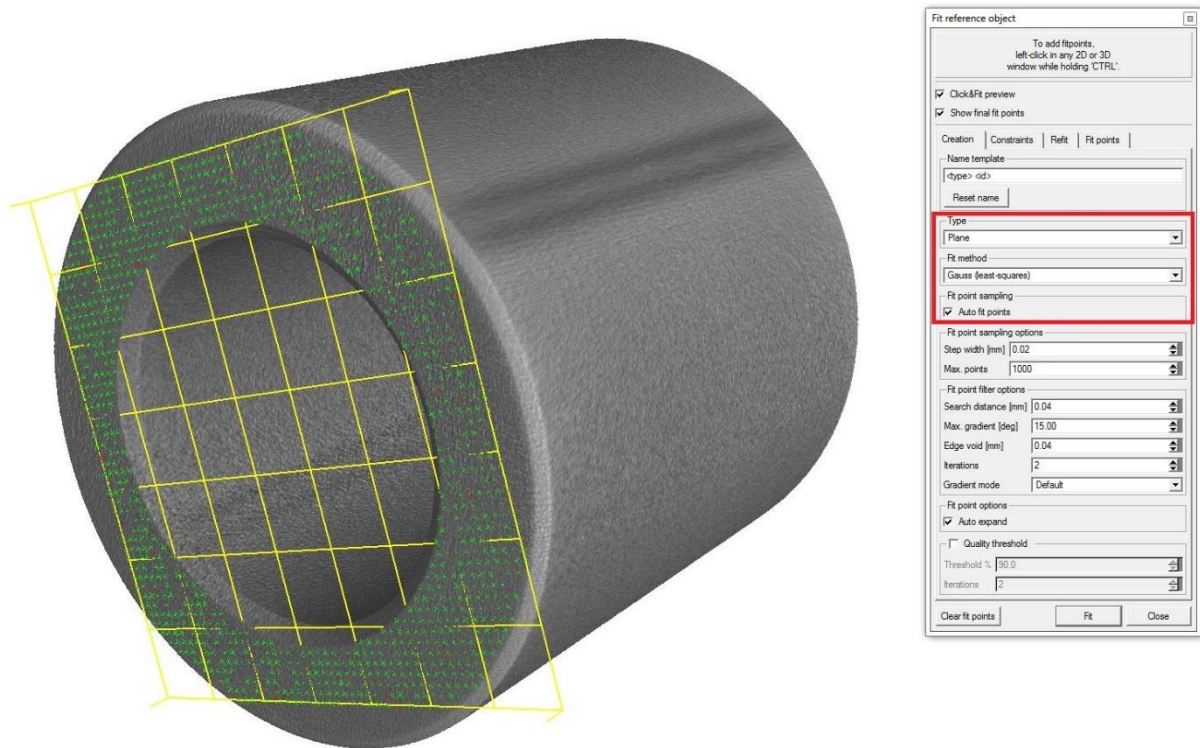 Fit reference object
To add fitpoints,
left-click in any 2D or 3D
window while holding 'CTRL'.
Click&Fit preview
Show final fit points
Creation Constraints Refit Fit points
Name template
<type> <id>
Reset name
Type
Plane
Fit method
Gauss (least-squares)
Fit point sampling
Auto fit points
Fit point sampling options
Step width [mm] 0.02
Max. points 1000
Fit point filter options
Search distance [mm] 0.04
Max. gradient [deg] 15.00
Edge void [mm] 0.04
Iterations 2
Gradient mode Default
Fit point options
Auto expand
Quality threshold
Threshold % 90.0
Iterations 2
Clear fit points Fit Close